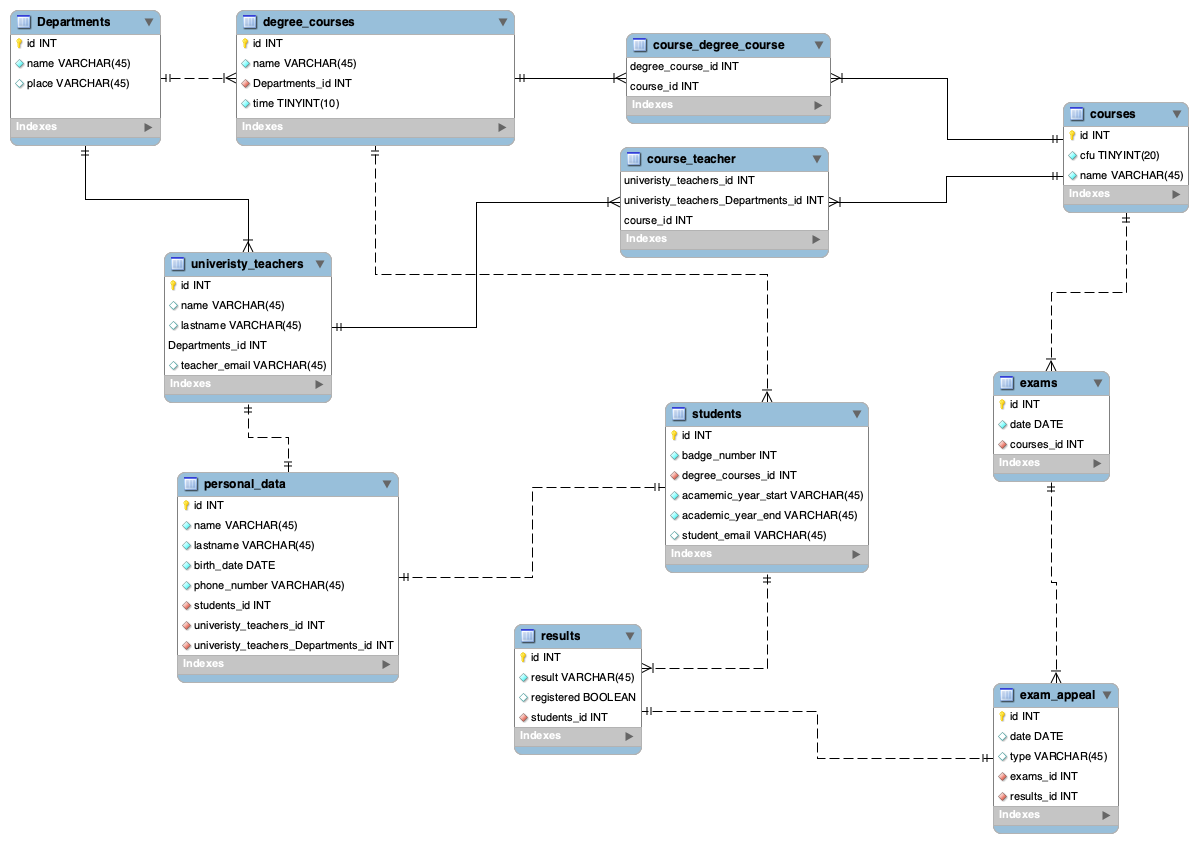 Departments
id INT
name VARCHAR(45)
place VARCHAR(45)
Indexes
degree_courses
id INT
name VARCHAR(45)
Departments_id INT
time TINYINT(10)
Indexes
course_degree_course
degree_course_id INT
course_id INT
Indexes
courses
id INT
cfu TINYINT(20)
name VARCHAR(45)
Indexes
course_teacher
univeristy_teachers_id INT
univeristy_teachers_Departments_id INT
course_id INT
Indexes
univeristy_teachers
id INT
name VARCHAR(45)
lastname VARCHAR(45)
Departments_id INT
teacher_email VARCHAR(45)
Indexes
exams
id INT
date DATE
courses_id INT
Indexes
students
id INT
badge_number INT
degree_courses_id INT
acamemic_year_start VARCHAR(45)
academic_year_end VARCHAR(45)
student_email VARCHAR(45)
Indexes
personal_data
id INT
name VARCHAR(45)
lastname VARCHAR(45)
birth_date DATE
phone_number VARCHAR(45)
students_id INT
univeristy_teachers_id INT
univeristy_teachers_Departments_id INT
Indexes
results
id INT
result VARCHAR(45)
registered BOOLEAN
students_id INT
Indexes
exam_appeal
id INT
date DATE
type VARCHAR(45)
exams_id INT
results_id INT
Indexes